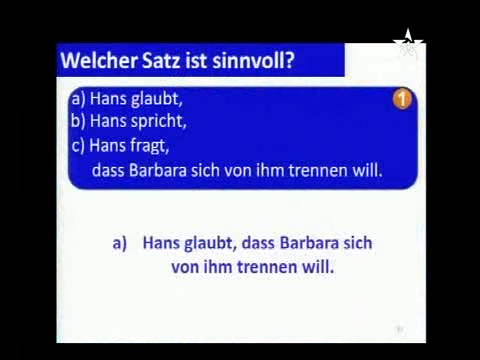 Welcher Satz ist sinnvoll?
a) Hans glaubt,
1
b) Hans spricht,
c) Hans fragt,
dass Barbara sich von ihm trennen will.
a) Hans glaubt, dass Barbara sich
von ihm trennen will.